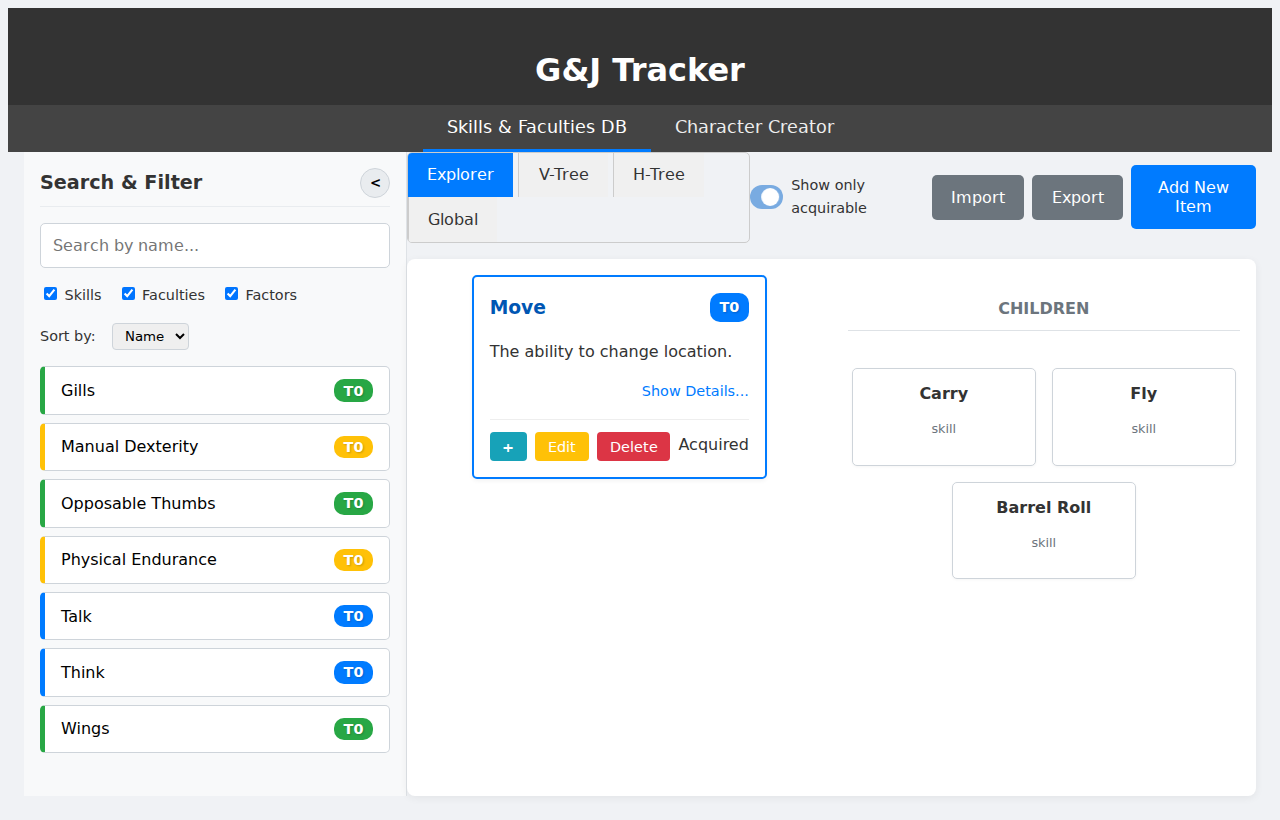 G&J Tracker
Skills & Faculties DB
Character Creator
Search & Filter
<
Search by name...
Skills
Faculties
Factors
Sort by:
Name
Gills
T0
Manual Dexterity
T0
Opposable Thumbs
T0
Physical Endurance
T0
Talk
T0
Think
T0
Wings
T0
Explorer
V-Tree
H-Tree
Global
Show only
acquirable
Import
Export
Add New
Item
Move
T0
The ability to change location.
Show Details...
+
Edit
Delete
Acquired
CHILDREN
Carry
skill
Fly
skill
Barrel Roll
skill